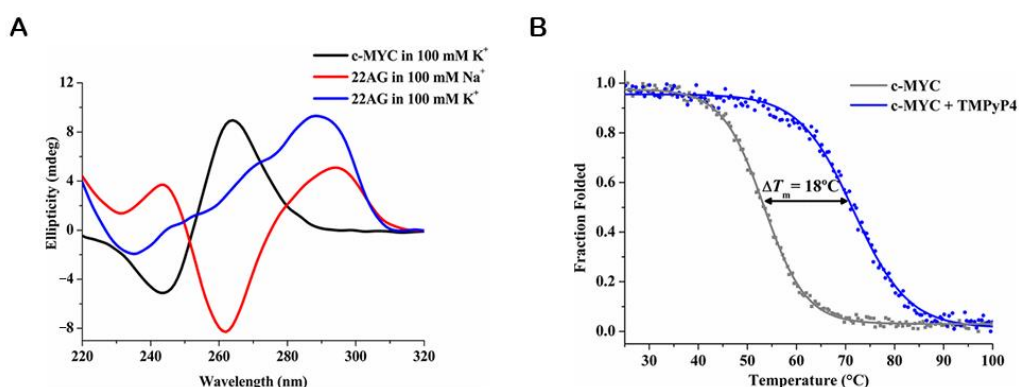 A
c-MYC in 100 mM K⁺
22AG in 100 mM Na⁺
22AG in 100 mM K⁺
Ellipticity (mdeg)
12
8
4
0
−4
−8
220 240 260 280 300 320
Wavelength (nm)
B
c-MYC
c-MYC + TMPyP4
ΔTm = 18°C
Fraction Folded
1.0
0.8
0.6
0.4
0.2
0.0
30 40 50 60 70 80 90 100
Temperature (°C)